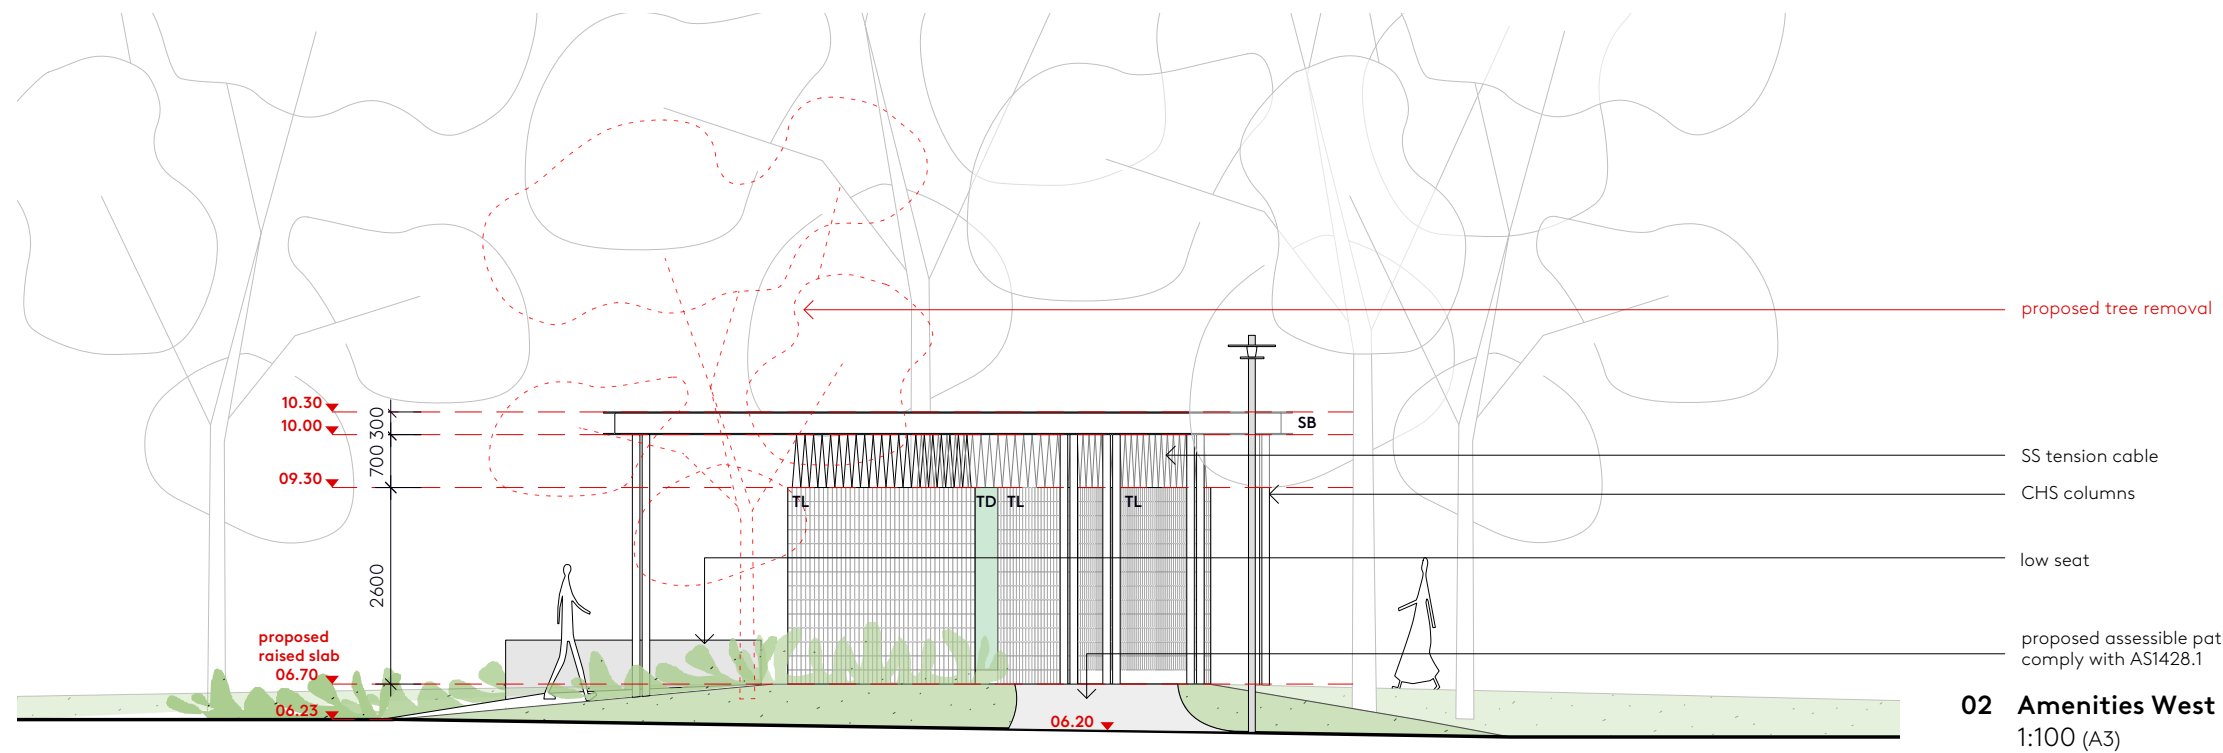 proposed tree removal
10.30
10.00
300
SB
700
SS tension cable
09.30
CHS columns
TL
TD
TL
TL
low seat
2600
proposed
raised slab
06.70
proposed assessible pat
comply with AS1428.1
06.23
06.20
02 Amenities West
1:100 (A3)